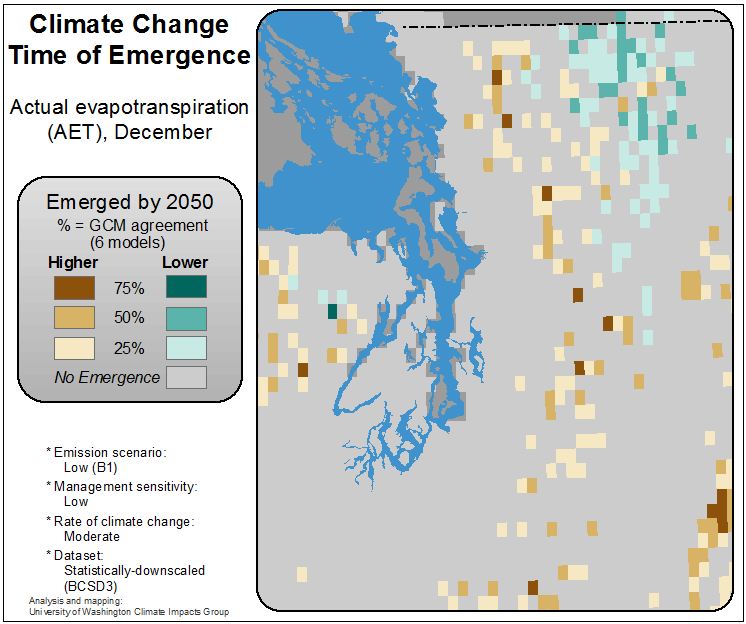 Climate Change
Time of Emergence
Actual evapotranspiration
(AET), December
Emerged by 2050
% = GCM agreement
(6 models)
Higher Lower
75%
50%
25%
No Emergence
* Emission scenario:
Low (B1)
* Management sensitivity:
Low
* Rate of climate change:
Moderate
* Dataset:
Statistically-downscaled
(BCSD3)
Analysis and mapping:
University of Washington Climate Impacts Group